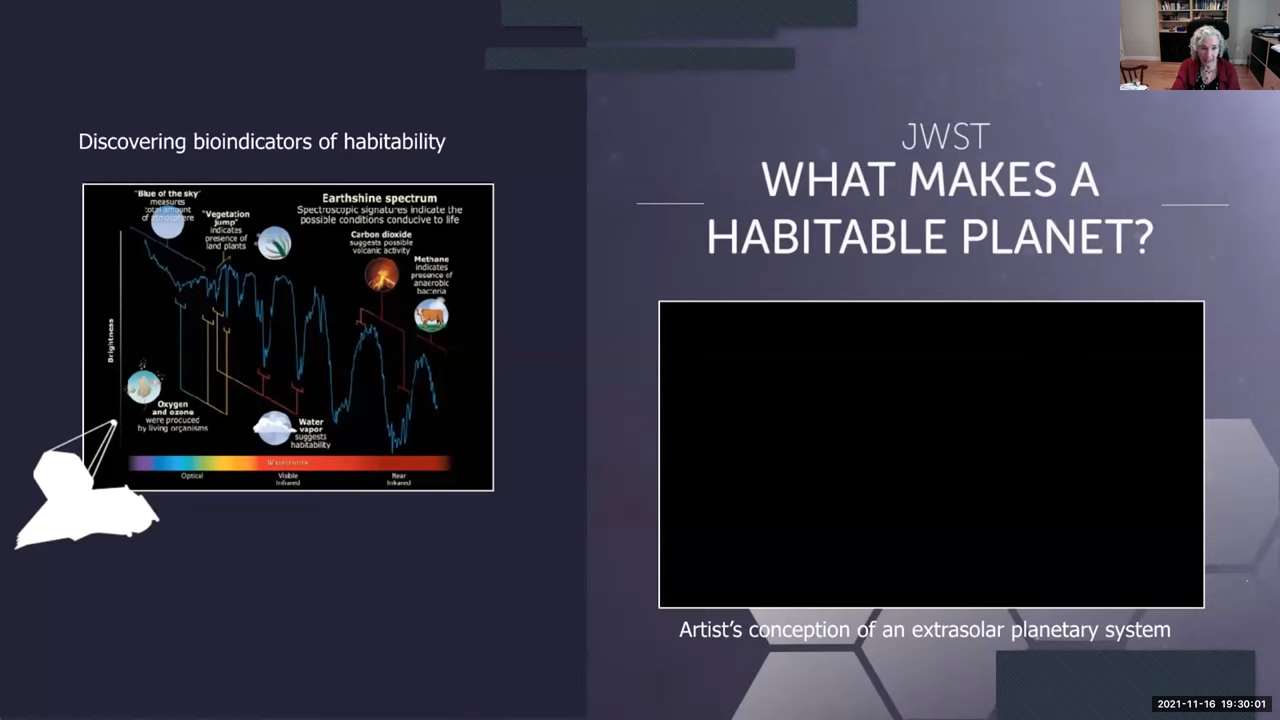 Discovering bioindicators of habitability
"Blue of the sky"
measures
total amount
of atmosphere
"Vegetation
jump"
indicates
presence of
land plants
Earthshine spectrum
Spectroscopic signatures indicate the
possible conditions conducive to life
Carbon dioxide
suggests possible
volcanic activity
Methane
indicates
presence of
anaerobic
bacteria
Brightness
Oxygen
and ozone
were produced
by living organisms
Water
vapor
suggests
habitability
Wavelength
Optical
Visible
Infrared
Near
Infrared
JWST
WHAT MAKES A
HABITABLE PLANET?
Artist's conception of an extrasolar planetary system
2021-11-16 19:30:01